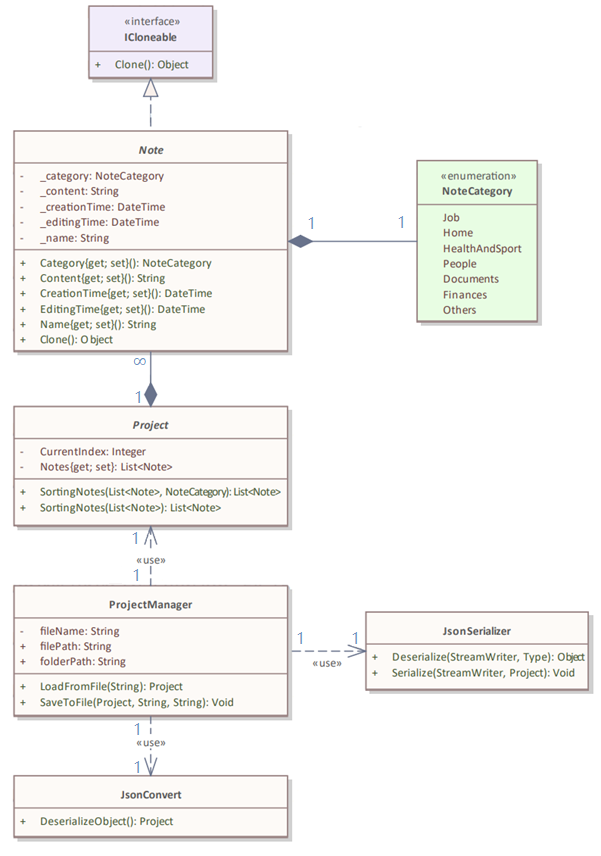 «interface»
ICloneable
+ Clone(): Object
Note
- _category: NoteCategory
- _content: String
- _creationTime: DateTime
- _editingTime: DateTime
- _name: String
+ Category{get; set}(): NoteCategory
+ Content{get; set}(): String
+ CreationTime{get; set}(): DateTime
+ EditingTime{get; set}(): DateTime
+ Name{get; set}(): String
+ Clone(): Object
1 1
«enumeration»
NoteCategory
Job
Home
HealthAndSport
People
Documents
Finances
Others
∞
1
Project
- CurrentIndex: Integer
- Notes{get; set}: List<Note>
+ SortingNotes(List<Note>, NoteCategory): List<Note>
+ SortingNotes(List<Note>): List<Note>
1
«use»
1
ProjectManager
- fileName: String
+ filePath: String
+ folderPath: String
+ LoadFromFile(String): Project
+ SaveToFile(Project, String, String): Void
1 1
«use»
JsonSerializer
+ Deserialize(StreamWriter, Type): Object
+ Serialize(StreamWriter, Project): Void
1
«use»
1
JsonConvert
+ DeserializeObject(): Project